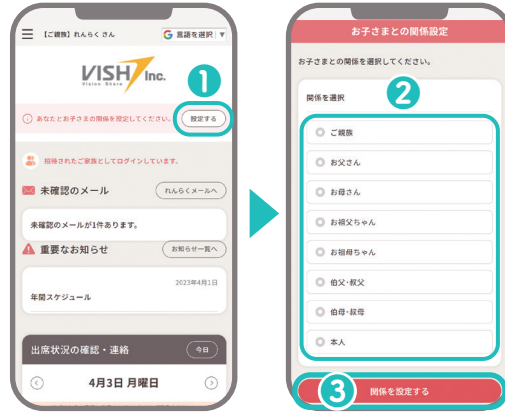 【ご親族】れんらく さん
G 言語を選択 ▼
VISH Inc.
Vision Share
1
あなたとお子さまの関係を設定してください。
設定する
招待されたご家族としてログインしています。
未確認のメール
れんらくメールへ
未確認のメールが1件あります。
重要なお知らせ
お知らせ一覧へ
2023年4月1日
年間スケジュール
出席状況の確認・連絡
今日
4月3日 月曜日
お子さまとの関係設定
お子さまとの関係を選択してください。
関係を選択
2
ご親族
お父さん
お母さん
お祖父ちゃん
お祖母ちゃん
伯父・叔父
伯母・叔母
本人
3
関係を設定する